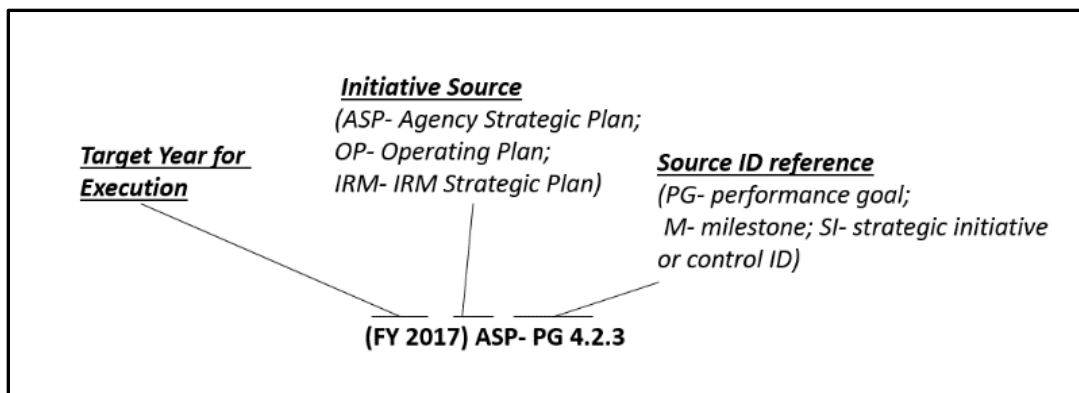 Initiative Source
(ASP- Agency Strategic Plan;
OP- Operating Plan;
IRM- IRM Strategic Plan)
Target Year for
Execution
Source ID reference
(PG- performance goal;
M- milestone; SI- strategic initiative
or control ID)
(FY 2017) ASP- PG 4.2.3